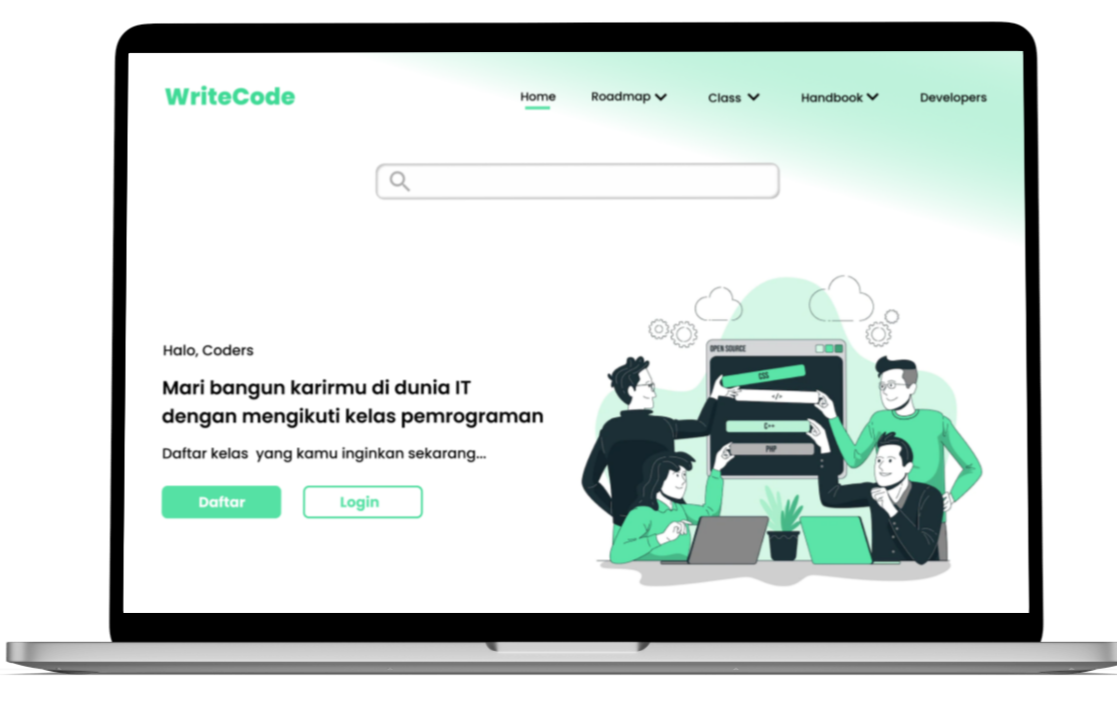 WriteCode
Home Roadmap Class Handbook Developers
Halo, Coders
Mari bangun karirmu di dunia IT
dengan mengikuti kelas pemrograman
Daftar kelas yang kamu inginkan sekarang...
Daftar Login
OPEN SOURCE
CSS
</>
C++
PHP